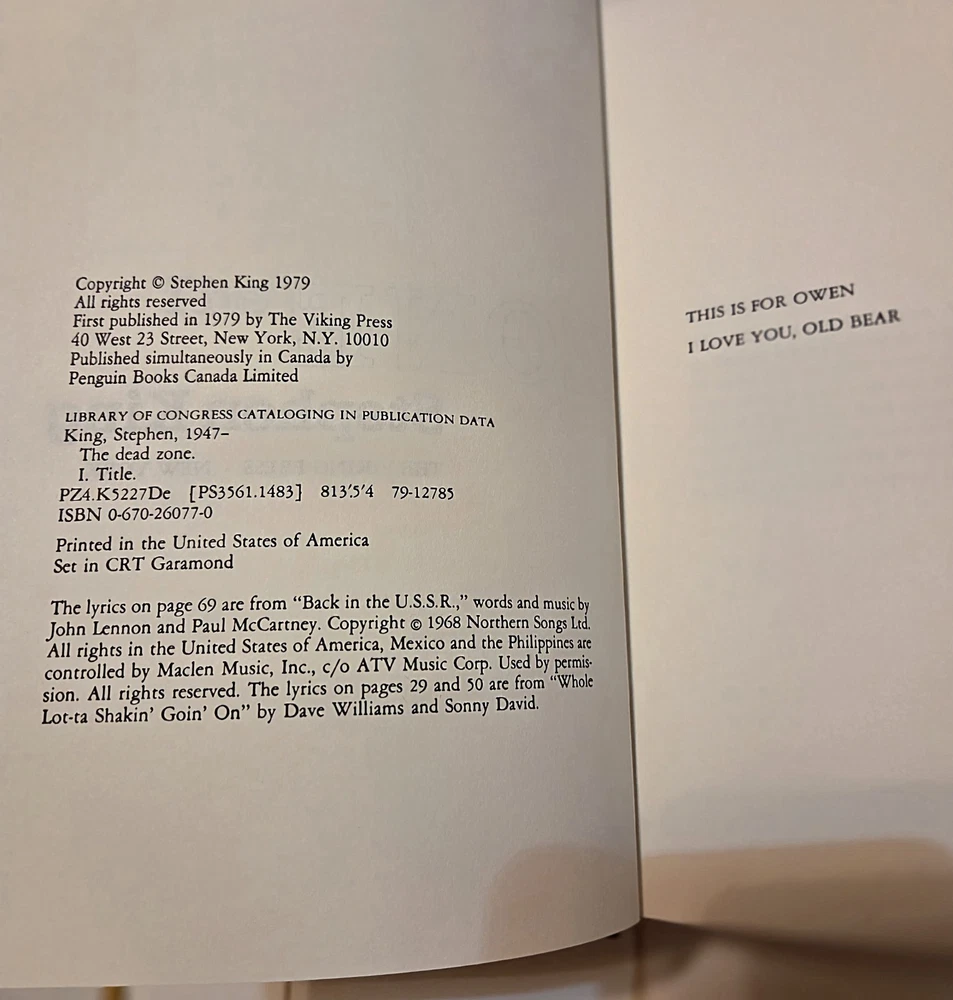 Copyright © Stephen King 1979
All rights reserved
First published in 1979 by The Viking Press
40 West 23 Street, New York, N.Y. 10010
Published simultaneously in Canada by
Penguin Books Canada Limited
LIBRARY OF CONGRESS CATALOGING IN PUBLICATION DATA
King, Stephen, 1947–
The dead zone.
I. Title.
PZ4.K5227De [PS3561.1483] 813'.5'4 79-12785
ISBN 0-670-26077-0
Printed in the United States of America
Set in CRT Garamond
The lyrics on page 69 are from “Back in the U.S.S.R.,” words and music by
John Lennon and Paul McCartney. Copyright © 1968 Northern Songs Ltd.
All rights in the United States of America, Mexico and the Philippines are
controlled by Maclen Music, Inc., c/o ATV Music Corp. Used by permis-
sion. All rights reserved. The lyrics on pages 29 and 50 are from “Whole
Lot-ta Shakin’ Goin’ On” by Dave Williams and Sonny David.
THIS IS FOR OWEN
I LOVE YOU, OLD BEAR